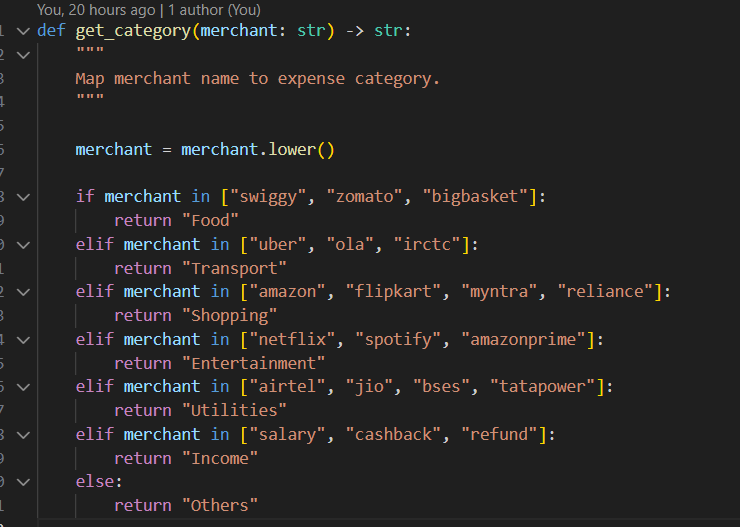 You, 20 hours ago | 1 author (You)
def get_category(merchant: str) -> str:
    """
    Map merchant name to expense category.
    """

    merchant = merchant.lower()

    if merchant in ["swiggy", "zomato", "bigbasket"]:
        return "Food"
    elif merchant in ["uber", "ola", "irctc"]:
        return "Transport"
    elif merchant in ["amazon", "flipkart", "myntra", "reliance"]:
        return "Shopping"
    elif merchant in ["netflix", "spotify", "amazonprime"]:
        return "Entertainment"
    elif merchant in ["airtel", "jio", "bses", "tatapower"]:
        return "Utilities"
    elif merchant in ["salary", "cashback", "refund"]:
        return "Income"
    else:
        return "Others"